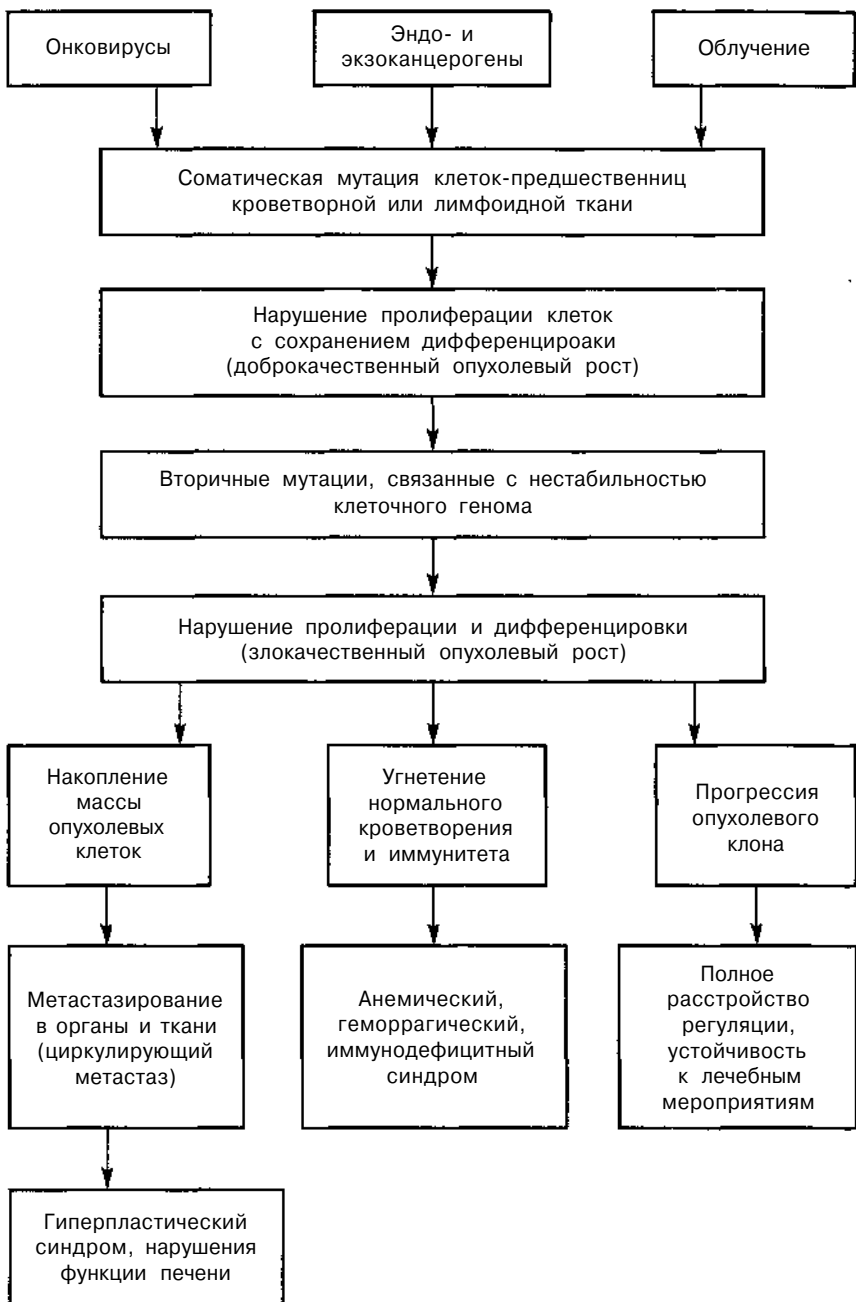 Онковирусы
Эндо- и
экзоканцерогены
Облучение
Соматическая мутация клеток-предшественниц
кроветворной или лимфоидной ткани
Нарушение пролиферации клеток
с сохранением дифференцироаки
(доброкачественный опухолевый рост)
Вторичные мутации, связанные с нестабильностью
клеточного генома
Нарушение пролиферации и дифференцировки
(злокачественный опухолевый рост)
Накопление
массы
опухолевых
клеток
Угнетение
нормального
кроветворения
и иммунитета
Прогрессия
опухолевого
клона
Метастазирование
в органы и ткани
(циркулирующий
метастаз)
Анемический,
геморрагический,
иммунодефицитный
синдром
Полное
расстройство
регуляции,
устойчивость
к лечебным
мероприятиям
Гиперпластический
синдром, нарушения
функции печени